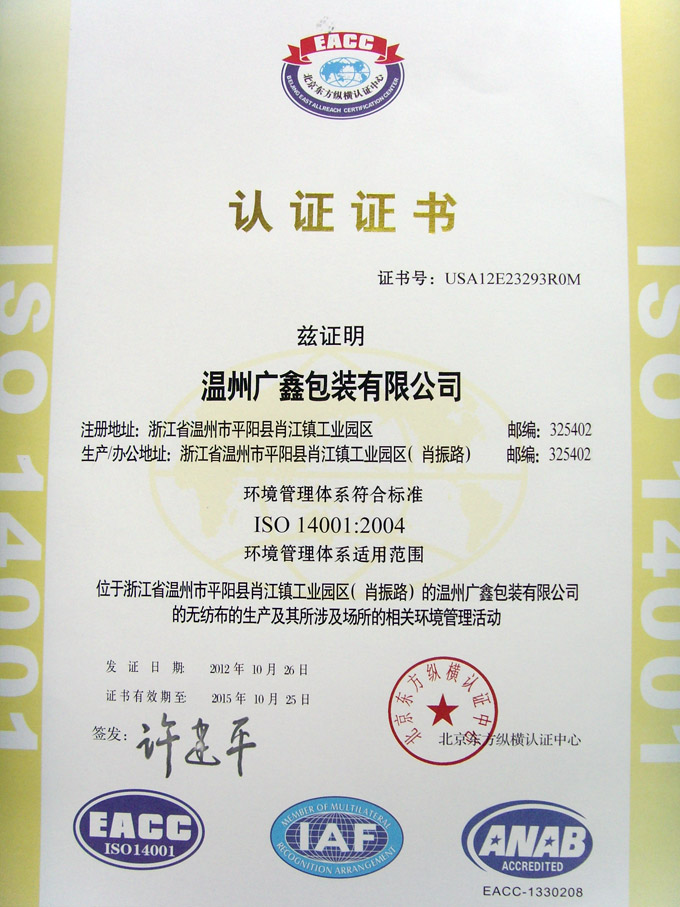 EACC
北京东方纵横认证中心
BEIJING EAST ALLREACH CERTIFICATION CENTER
认证证书
证书号：USA12E23293R0M
兹证明
温州广鑫包装有限公司
注册地址：浙江省温州市平阳县肖江镇工业园区 邮编：325402
生产/办公地址：浙江省温州市平阳县肖江镇工业园区（肖振路） 邮编：325402
环境管理体系符合标准
ISO 14001:2004
环境管理体系适用范围
位于浙江省温州市平阳县肖江镇工业园区（肖振路）的温州广鑫包装有限公司
的无纺布的生产及其所涉及场所的相关环境管理活动
发证日期：2012年10月26日
证书有效期至：2015年10月25日
签发：许建平
北京东方纵横认证中心
北京东方纵横认证中心
ISO 14001
ISO 14001
EACC
ISO14001
MEMBER OF MULTILATERAL
IAF
RECOGNITION ARRANGEMENT
ANAB
ACCREDITED
EACC-1330208